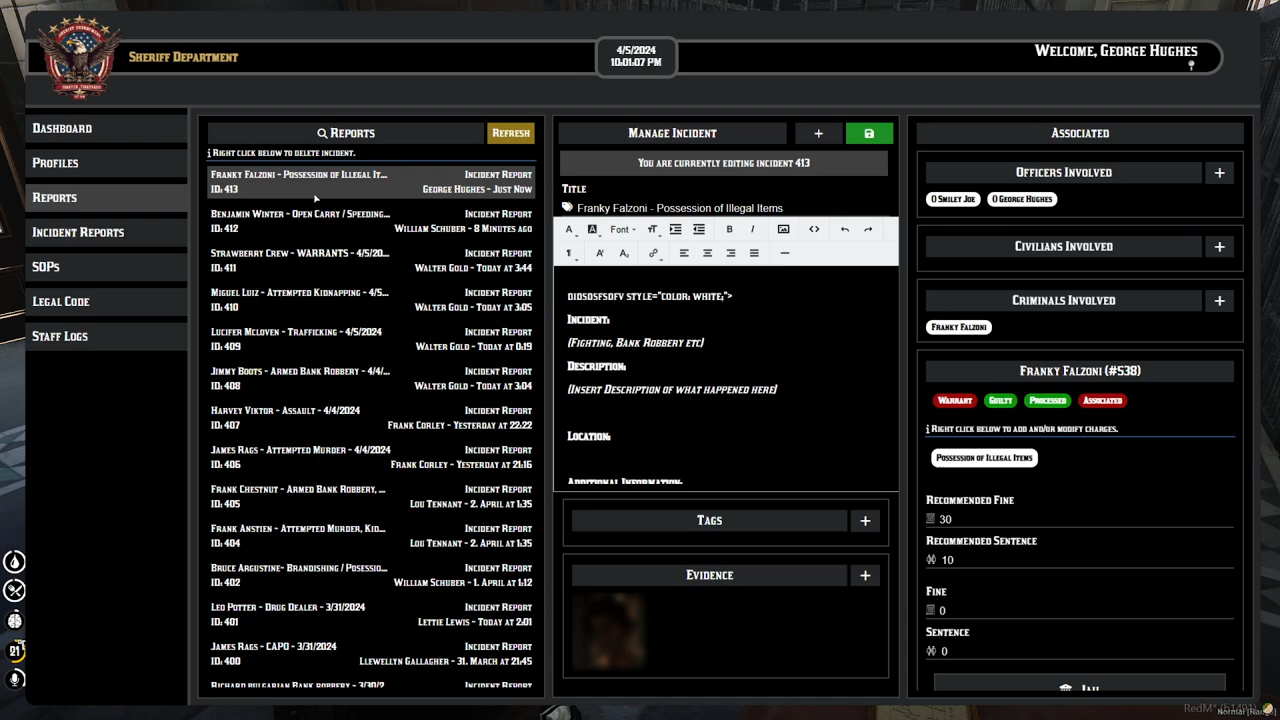 Sheriff Department
4/5/2024
10:01:07 PM
Welcome, George Hughes
Dashboard
Profiles
Reports
Incident Reports
SOPs
Legal Code
Staff Logs
Reports
Refresh
Right click below to delete incident.
Franky Falzoni - Possession of Illegal It... Incident Report
ID: 413 George Hughes - Just Now
Benjamin Winter - Open Carry / Speeding... Incident Report
ID: 412 William Schuber - 8 Minutes ago
Strawberry Crew - WARRANTS - 4/5/20... Incident Report
ID: 411 Walter Gold - Today at 3:44
Miguel Luiz - Attempted Kidnapping - 4/5... Incident Report
ID: 410 Walter Gold - Today at 3:05
Lucifer Mcloven - Trafficking - 4/5/2024 Incident Report
ID: 409 Walter Gold - Today at 0:19
Jimmy Boots - Armed Bank Robbery - 4/4/... Incident Report
ID: 408 Walter Gold - Today at 3:04
Harvey Viktor - Assault - 4/4/2024 Incident Report
ID: 407 Frank Corley - Yesterday at 22:22
James Rags - Attempted Murder - 4/4/2024 Incident Report
ID: 406 Frank Corley - Yesterday at 21:16
Frank Chestnut - Armed Bank Robbery, ... Incident Report
ID: 405 Lou Tennant - 2. April at 1:35
Frank Anstien - Attempted Murder, Kid... Incident Report
ID: 404 Lou Tennant - 2. April at 1:35
Bruce Argustine- Brandishing / Posessio... Incident Report
ID: 402 William Schuber - 1. April at 1:12
Leo Potter - Drug Dealer - 3/31/2024 Incident Report
ID: 401 Lettie Lewis - Today at 2:01
James Rags - CAPO - 3/31/2024 Incident Report
ID: 400 Llewellyn Gallagher - 31. March at 21:45
Richard bulgarian Bank robbery - 3/30/2 Incident Report
Manage Incident
+
You are currently editing incident 413
Title
Franky Falzoni - Possession of Illegal Items
Font
B I
DIOSDSFSDFV STYLE="COLOR: WHITE;">
Incident:
(Fighting, Bank Robbery etc)
Description:
(Insert Description of what happened here)
Location:
Additional Information:
Tags +
Evidence +
Associated
Officers Involved +
() Smiley Joe () George Hughes
Civilians Involved +
Criminals Involved +
Franky Falzoni
Franky Falzoni (#538)
Warrant Guilty Processed Associated
Right click below to add and/or modify charges.
Possession of Illegal Items
Recommended Fine
30
Recommended Sentence
10
Fine
0
Sentence
0
Jail
21